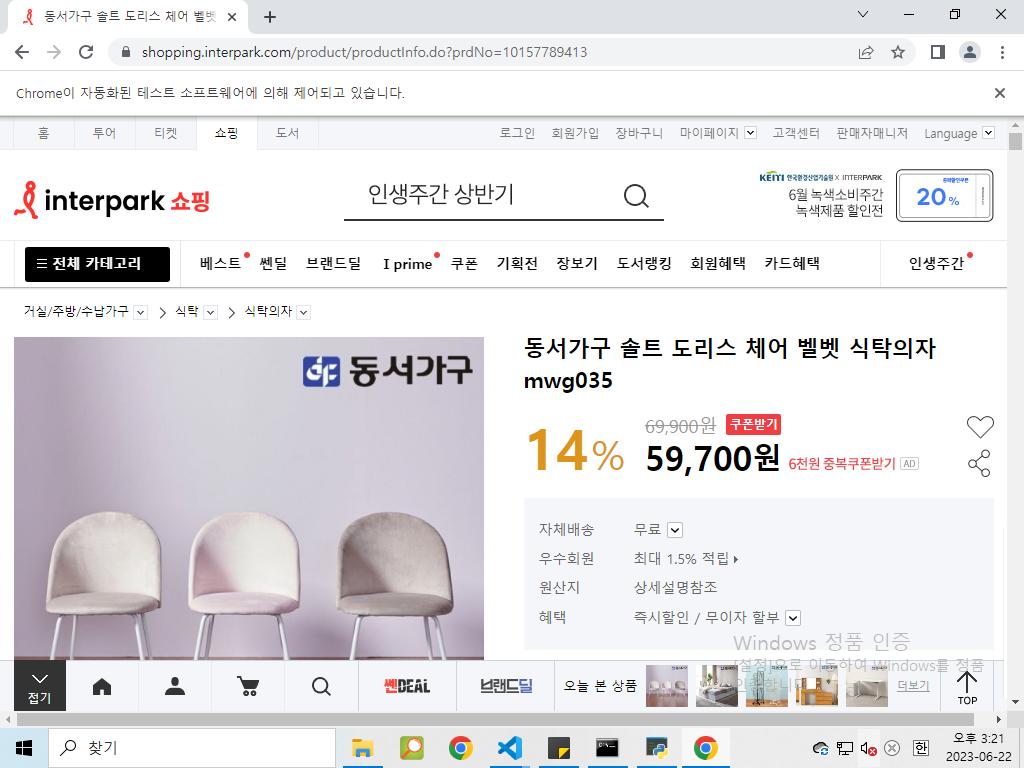 동서가구 솔트 도리스 체어 벨벳
shopping.interpark.com/product/productInfo.do?prdNo=10157789413
Chrome이 자동화된 테스트 소프트웨어에 의해 제어되고 있습니다.
홈 투어 티켓 쇼핑 도서 로그인 회원가입 장바구니 마이페이지 고객센터 판매자매니저 Language
interpark 쇼핑
인생주간 상반기
KEITI 한국환경산업기술원 X INTERPARK
6월 녹색소비주간
녹색제품 할인전
20%
전체 카테고리 베스트 쎈딜 브랜드딜 I prime 쿠폰 기획전 장보기 도서랭킹 회원혜택 카드혜택 인생주간
거실/주방/수납가구 식탁 식탁의자
동서가구
동서가구 솔트 도리스 체어 벨벳 식탁의자
mwg035
14%
69,900원 쿠폰받기
59,700원 6천원 중복쿠폰받기 AD
자체배송 무료
우수회원 최대 1.5% 적립
원산지 상세설명참조
혜택 즉시할인 / 무이자 할부
Windows 정품 인증
[설정]으로 이동하여 Windows를 정품
접기
쎈DEAL
브랜드딜
오늘 본 상품
더보기
TOP
찾기
한
오후 3:21
2023-06-22